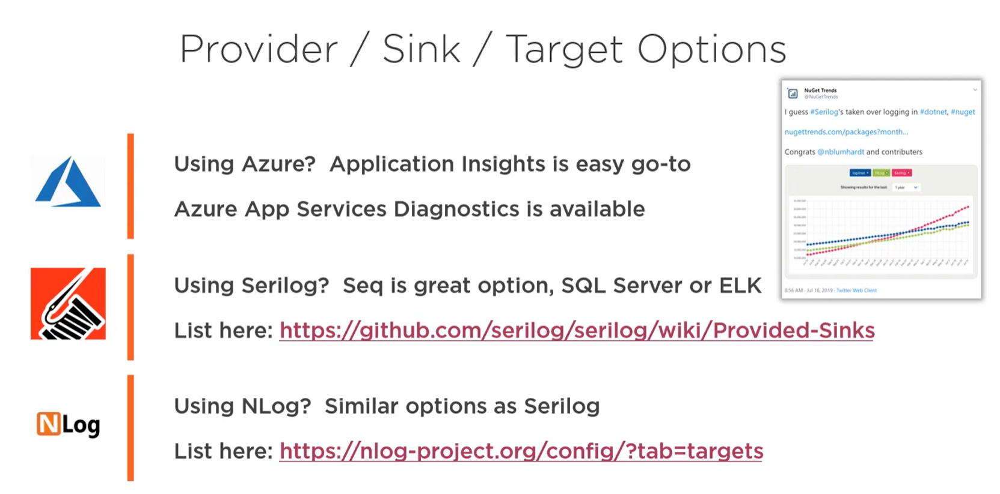 Provider / Sink / Target Options
NuGet Trends
@NuGetTrends
I guess #Serilog's taken over logging in #dotnet, #nuget
nugettrends.com/packages?month...
Congrats @nblumhardt and contributers
log4net
NLog
Serilog
Showing results for the last
1 year
8:56 AM - Jul 16, 2019 - Twitter Web Client
Using Azure?  Application Insights is easy go-to
Azure App Services Diagnostics is available
Using Serilog?  Seq is great option, SQL Server or ELK
List here: https://github.com/serilog/serilog/wiki/Provided-Sinks
NLog
Using NLog?  Similar options as Serilog
List here: https://nlog-project.org/config/?tab=targets